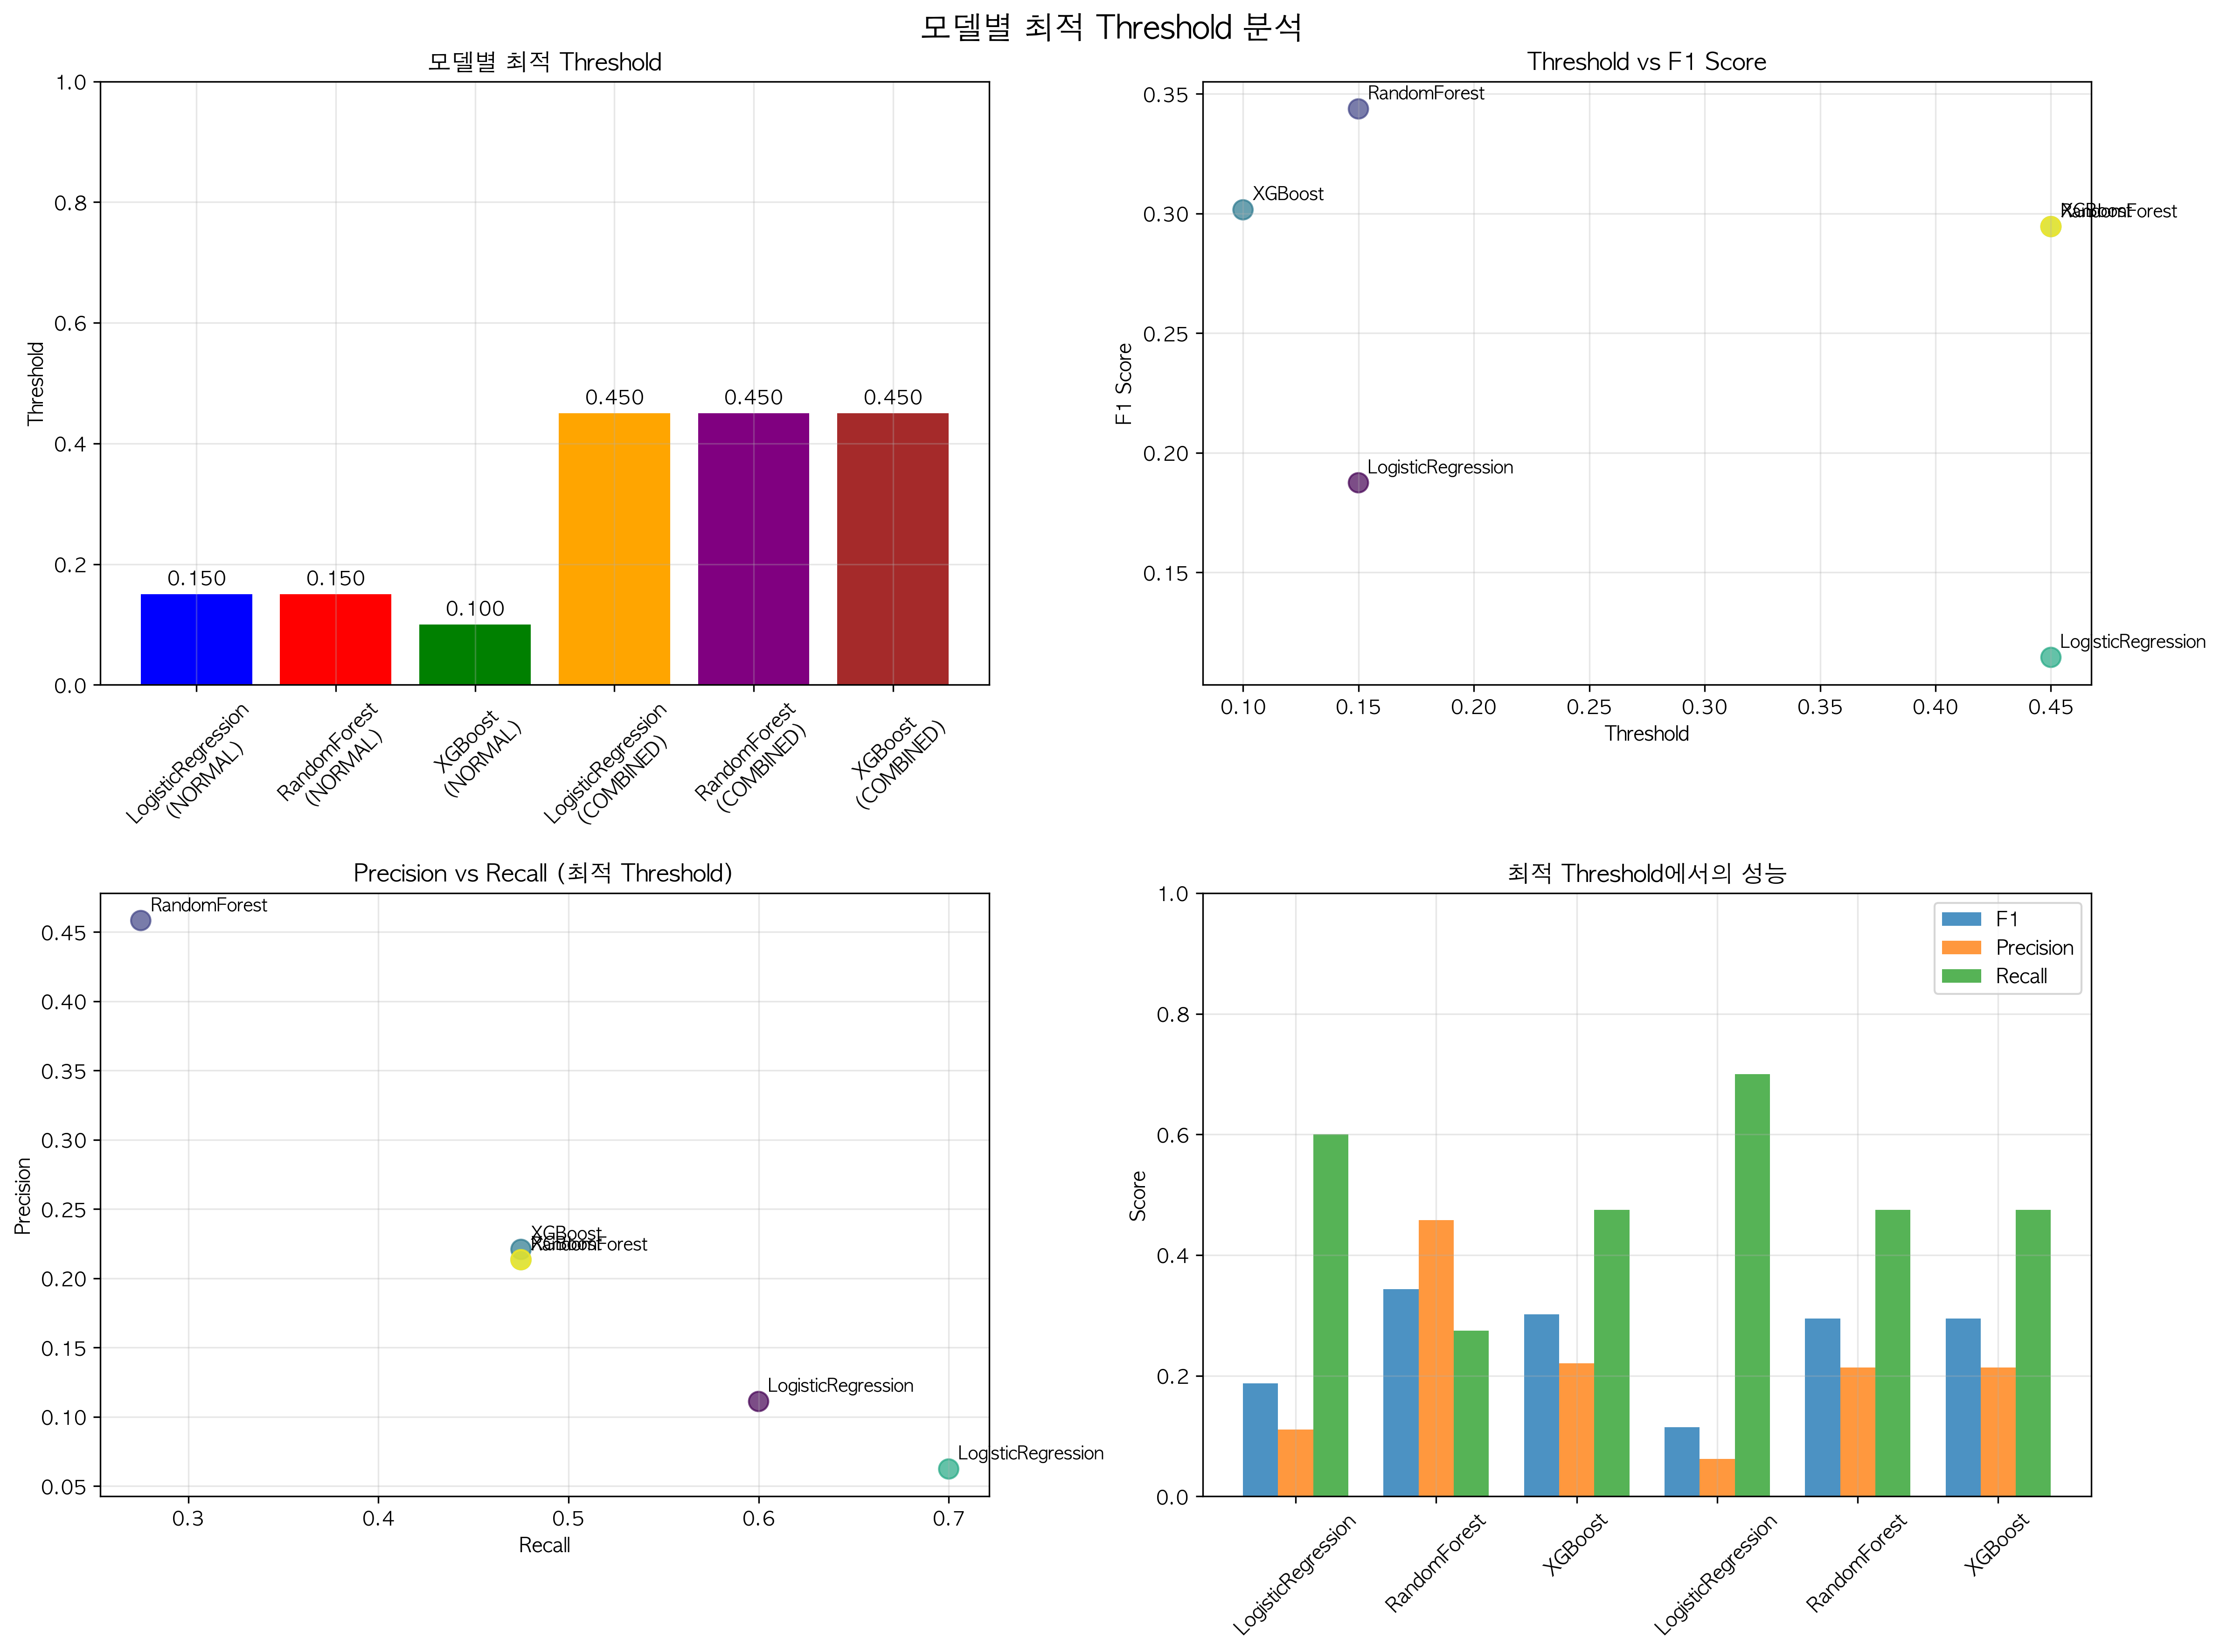 모델별 최적 Threshold 분석
모델별 최적 Threshold
Threshold
1.0
0.8
0.6
0.4
0.2
0.0
0.150
0.150
0.100
0.450
0.450
0.450
LogisticRegression
(NORMAL)
RandomForest
(NORMAL)
XGBoost
(NORMAL)
LogisticRegression
(COMBINED)
RandomForest
(COMBINED)
XGBoost
(COMBINED)
Threshold vs F1 Score
F1 Score
0.35
0.30
0.25
0.20
0.15
RandomForest
XGBoost
XGBoost
RandomForest
LogisticRegression
LogisticRegression
0.10
0.15
0.20
0.25
0.30
0.35
0.40
0.45
Threshold
Precision vs Recall (최적 Threshold)
Precision
0.45
0.40
0.35
0.30
0.25
0.20
0.15
0.10
0.05
RandomForest
XGBoost
XGBoost
RandomForest
LogisticRegression
LogisticRegression
0.3
0.4
0.5
0.6
0.7
Recall
최적 Threshold에서의 성능
Score
1.0
0.8
0.6
0.4
0.2
0.0
F1
Precision
Recall
LogisticRegression
RandomForest
XGBoost
LogisticRegression
RandomForest
XGBoost